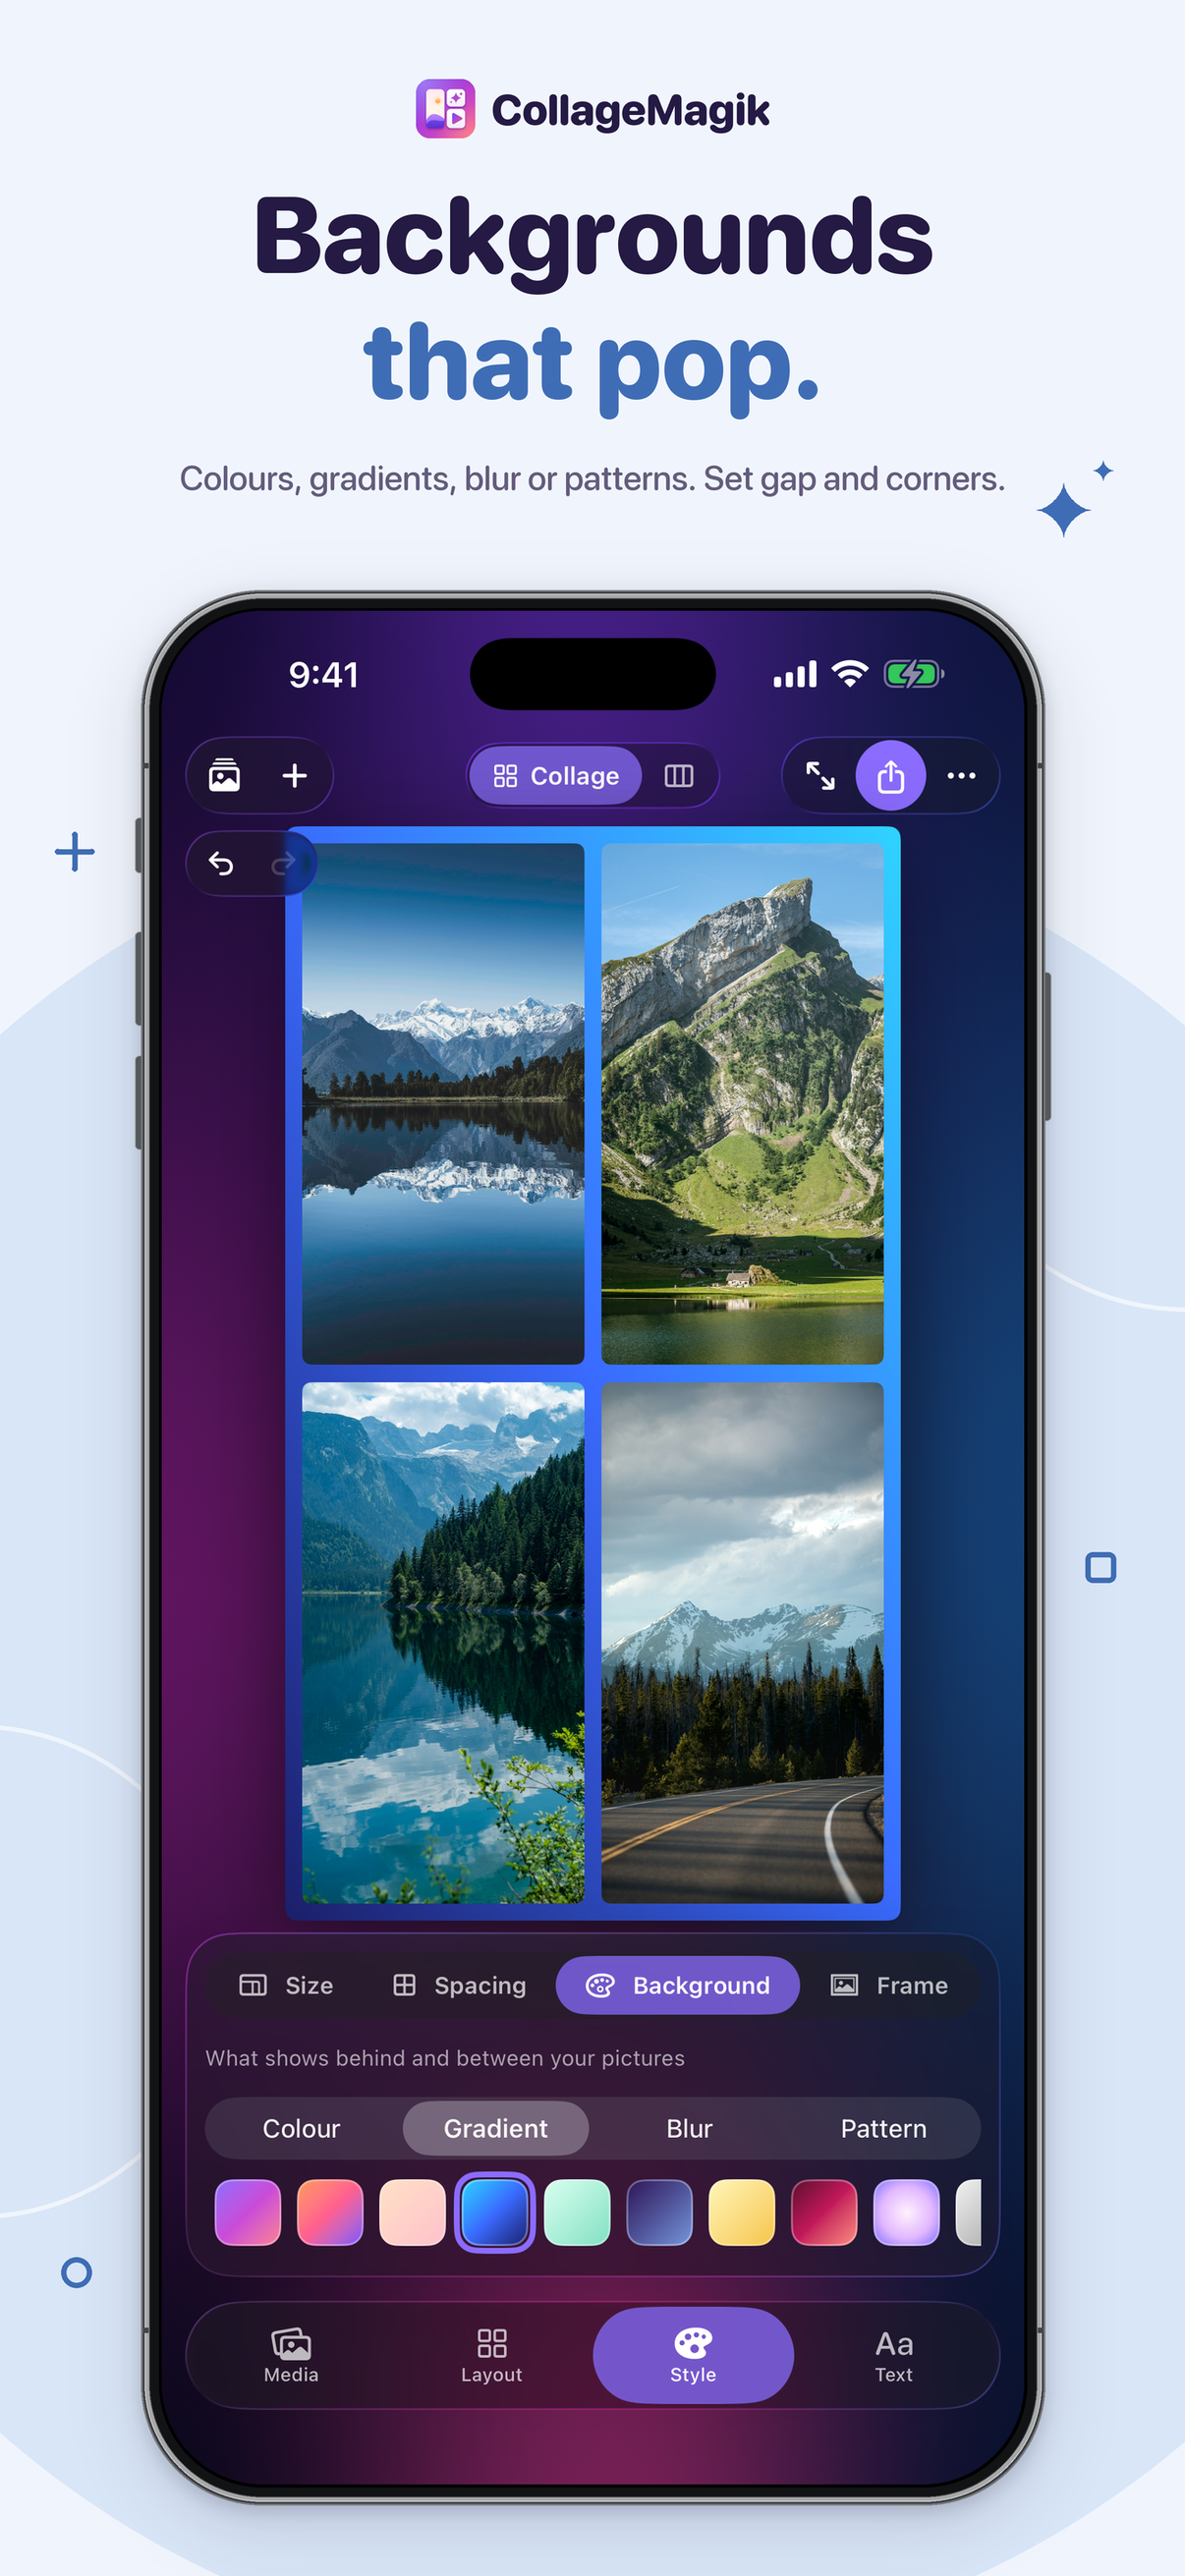 CollageMagik
Backgrounds
that pop.
Colours, gradients, blur or patterns. Set gap and corners.
9:41
Collage
Size Spacing Background Frame
What shows behind and between your pictures
Colour Gradient Blur Pattern
Media Layout Style Aa Text